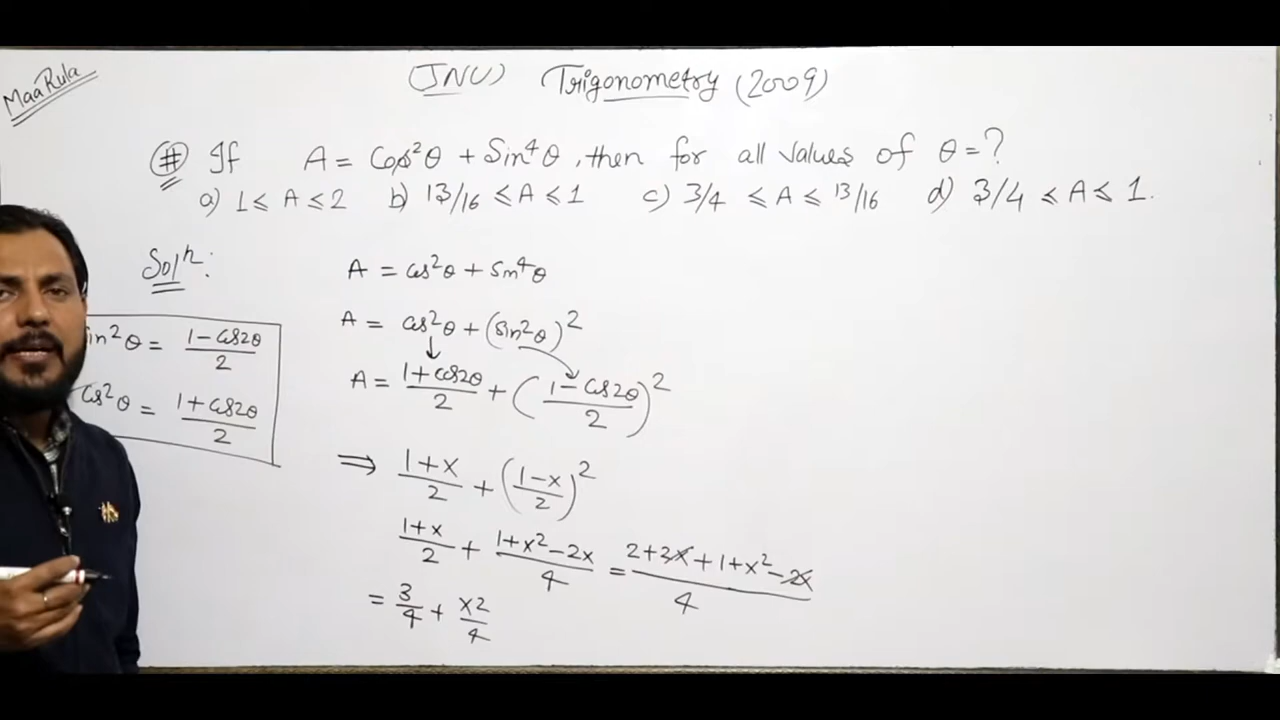 MaaRula
(JNU) Trigonometry (2009)
# If A = Cos²θ + Sin⁴θ, then for all values of θ = ?
a) 1 ≤ A ≤ 2 b) 13/16 ≤ A ≤ 1 c) 3/4 ≤ A ≤ 13/16 d) 3/4 ≤ A ≤ 1.
Solⁿ:
A = cos²θ + Sin⁴θ
A = cos²θ + (sin²θ)²
A = (1 + cos2θ)/2 + ((1 - cos2θ)/2)²
⇒ (1+x)/2 + ((1-x)/2)²
(1+x)/2 + (1+x²-2x)/4 = (2+2x+1+x²-2x)/4
= 3/4 + x2/4
in²θ = (1 - cos2θ)/2
cos²θ = (1 + cos2θ)/2